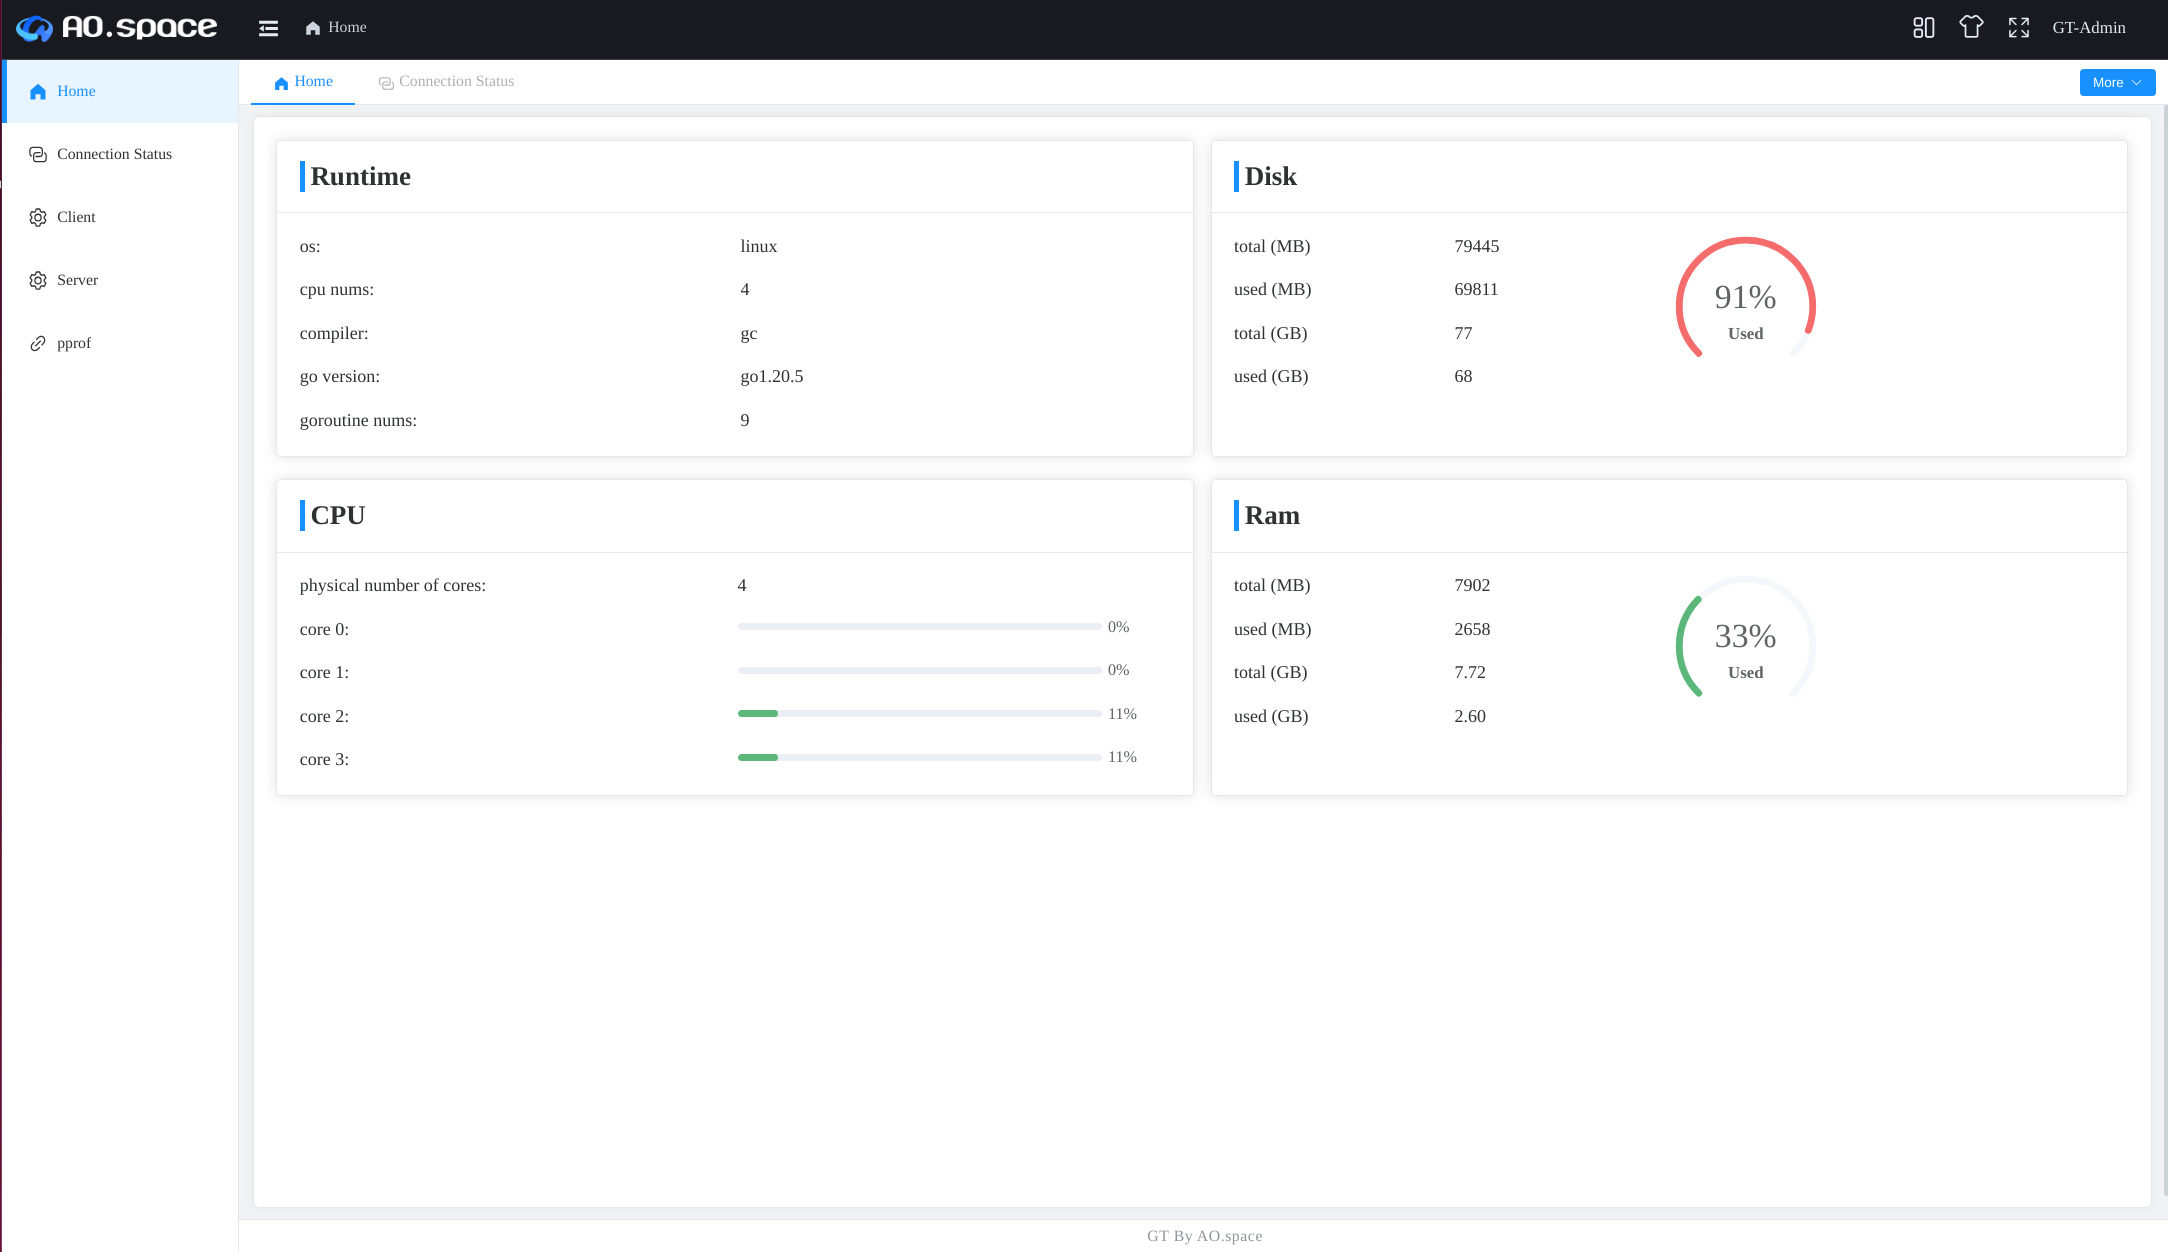 AO.space
Home
GT-Admin
Home
Connection Status
Client
Server
pprof
Home
Connection Status
More
Runtime
os: linux
cpu nums: 4
compiler: gc
go version: go1.20.5
goroutine nums: 9
Disk
total (MB) 79445
used (MB) 69811
total (GB) 77
used (GB) 68
91%
Used
CPU
physical number of cores: 4
core 0: 0%
core 1: 0%
core 2: 11%
core 3: 11%
Ram
total (MB) 7902
used (MB) 2658
total (GB) 7.72
used (GB) 2.60
33%
Used
GT By AO.space